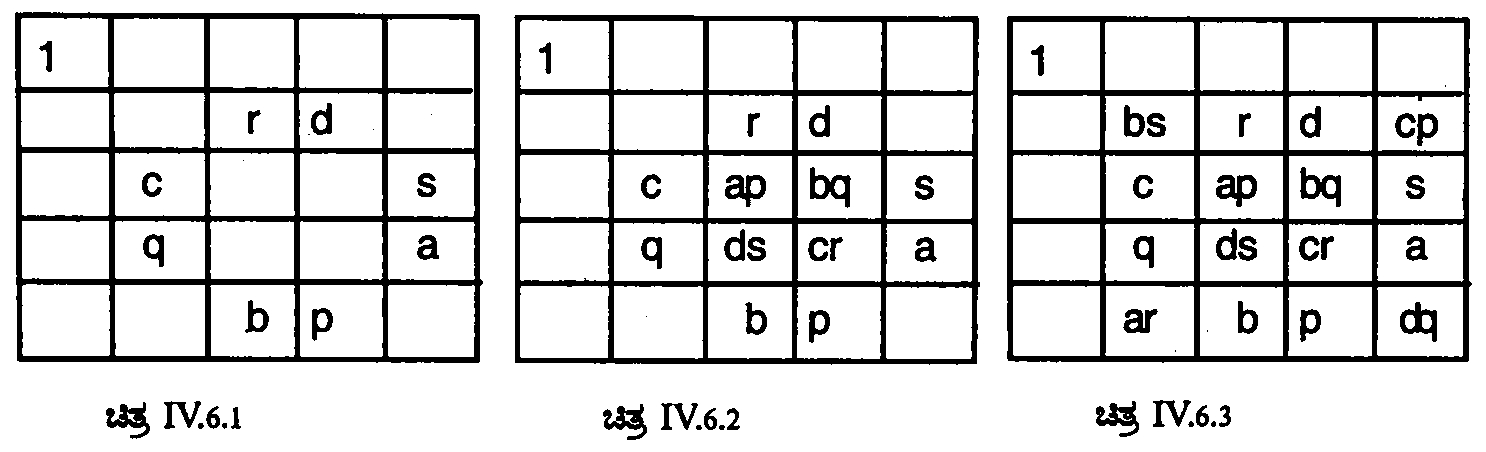 1 1 1
r d r d bs r d cp
c s c ap bq s c ap bq s
q a q ds cr a q ds cr a
b p b p ar b p dq
ಚಿತ್ರ IV.6.1 ಚಿತ್ರ IV.6.2 ಚಿತ್ರ IV.6.3